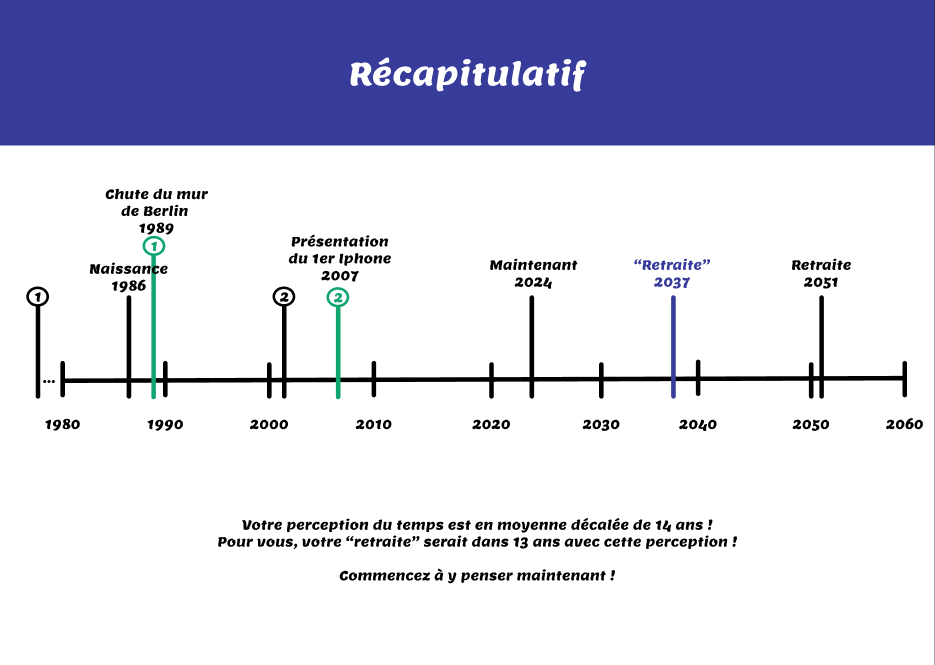 Récapitulatif
Chute du mur
de Berlin
1989
1
Naissance
1986
1
Présentation
du 1er Iphone
2007
2
2
Maintenant
2024
“Retraite”
2037
Retraite
2051
...
1980
1990
2000
2010
2020
2030
2040
2050
2060
Votre perception du temps est en moyenne décalée de 14 ans !
Pour vous, votre “retraite” serait dans 13 ans avec cette perception !
Commencez à y penser maintenant !